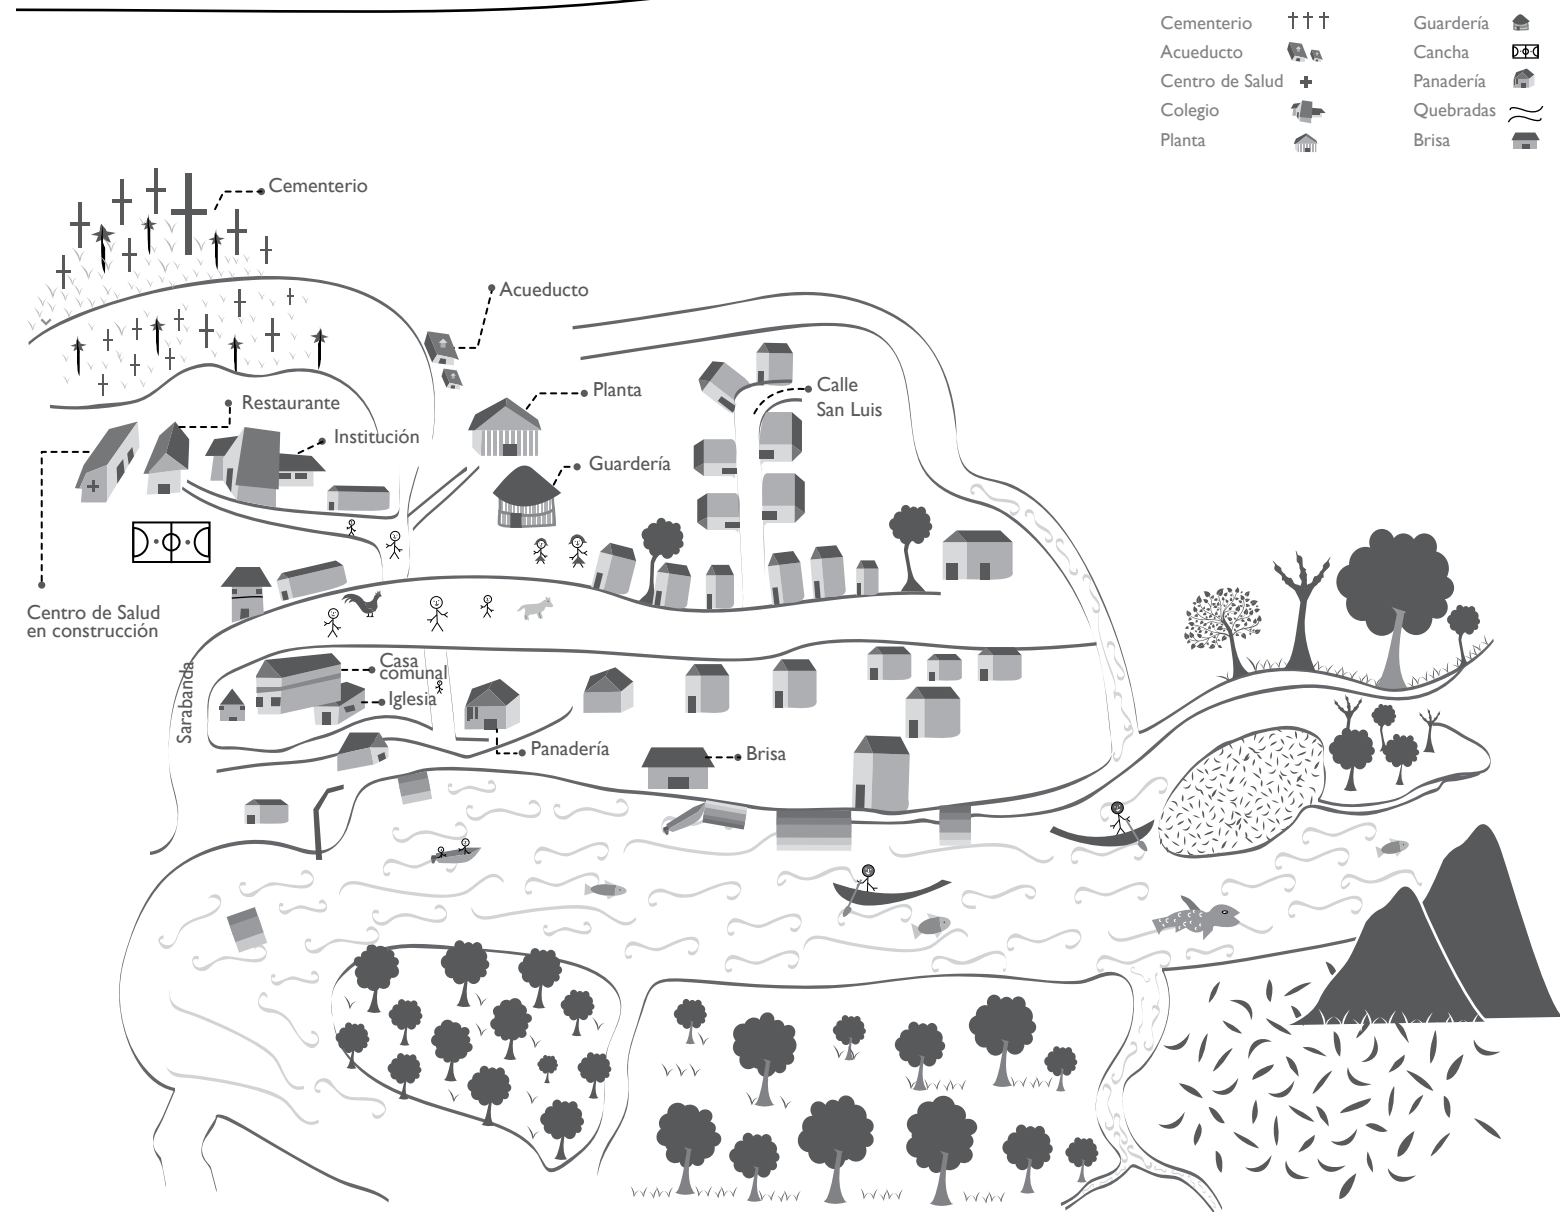 Cementerio
Guardería
Acueducto
Cancha
Centro de Salud
Panadería
Colegio
Quebradas
Planta
Brisa
Cementerio
Acueducto
Planta
Calle
San Luis
Restaurante
Institución
Guardería
Centro de Salud
en construcción
Casa
comunal
Iglesia
Sarabanda
Panadería
Brisa